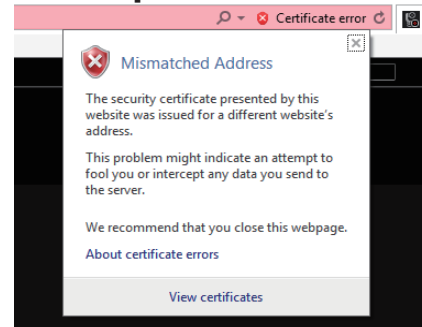 Certificate error
Mismatched Address
The security certificate presented by this
website was issued for a different website's
address.
This problem might indicate an attempt to
fool you or intercept any data you send to
the server.
We recommend that you close this webpage.
About certificate errors
View certificates